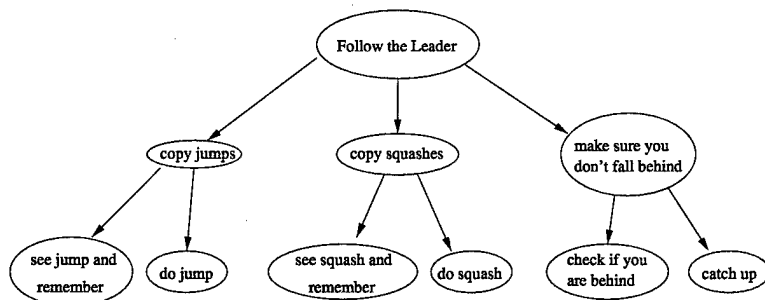 Follow the Leader
copy jumps
copy squashes
make sure you
don't fall behind
see jump and
remember
do jump
see squash and
remember
do squash
check if you
are behind
catch up